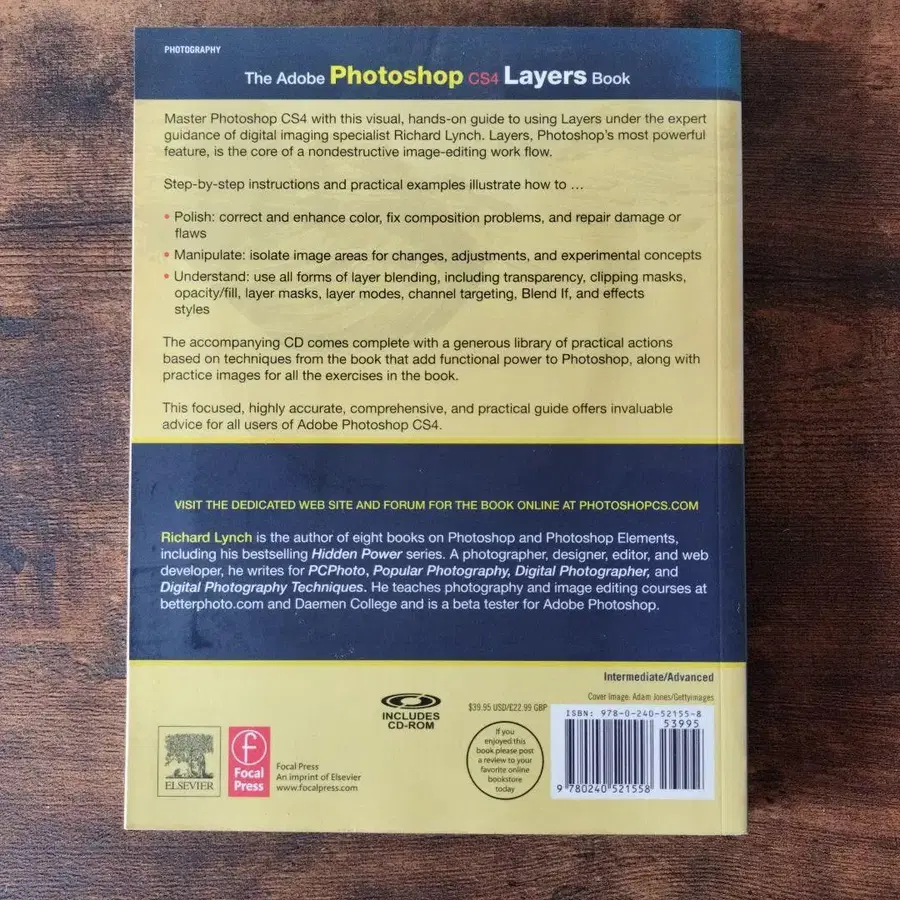 PHOTOGRAPHY
The Adobe Photoshop CS4 Layers Book
Master Photoshop CS4 with this visual, hands-on guide to using Layers under the expert
guidance of digital imaging specialist Richard Lynch. Layers, Photoshop's most powerful
feature, is the core of a nondestructive image-editing work flow.
Step-by-step instructions and practical examples illustrate how to ...
• Polish: correct and enhance color, fix composition problems, and repair damage or
flaws
• Manipulate: isolate image areas for changes, adjustments, and experimental concepts
• Understand: use all forms of layer blending, including transparency, clipping masks,
opacity/fill, layer masks, layer modes, channel targeting, Blend If, and effects
styles
The accompanying CD comes complete with a generous library of practical actions
based on techniques from the book that add functional power to Photoshop, along with
practice images for all the exercises in the book.
This focused, highly accurate, comprehensive, and practical guide offers invaluable
advice for all users of Adobe Photoshop CS4.
VISIT THE DEDICATED WEB SITE AND FORUM FOR THE BOOK ONLINE AT PHOTOSHOPCS.COM
Richard Lynch is the author of eight books on Photoshop and Photoshop Elements,
including his bestselling Hidden Power series. A photographer, designer, editor, and web
developer, he writes for PCPhoto, Popular Photography, Digital Photographer, and
Digital Photography Techniques. He teaches photography and image editing courses at
betterphoto.com and Daemen College and is a beta tester for Adobe Photoshop.
Intermediate/Advanced
Cover Image: Adam Jones/Gettyimages
INCLUDES
CD-ROM
$39.95 USD/£22.99 GBP
ISBN: 978-0-240-52155-8
53995
9 780240 521558
If you
enjoyed this
book please post
a review to your
favorite online
bookstore
today
ELSEVIER
f
Focal
Press
Focal Press
An imprint of Elsevier
www.focalpress.com